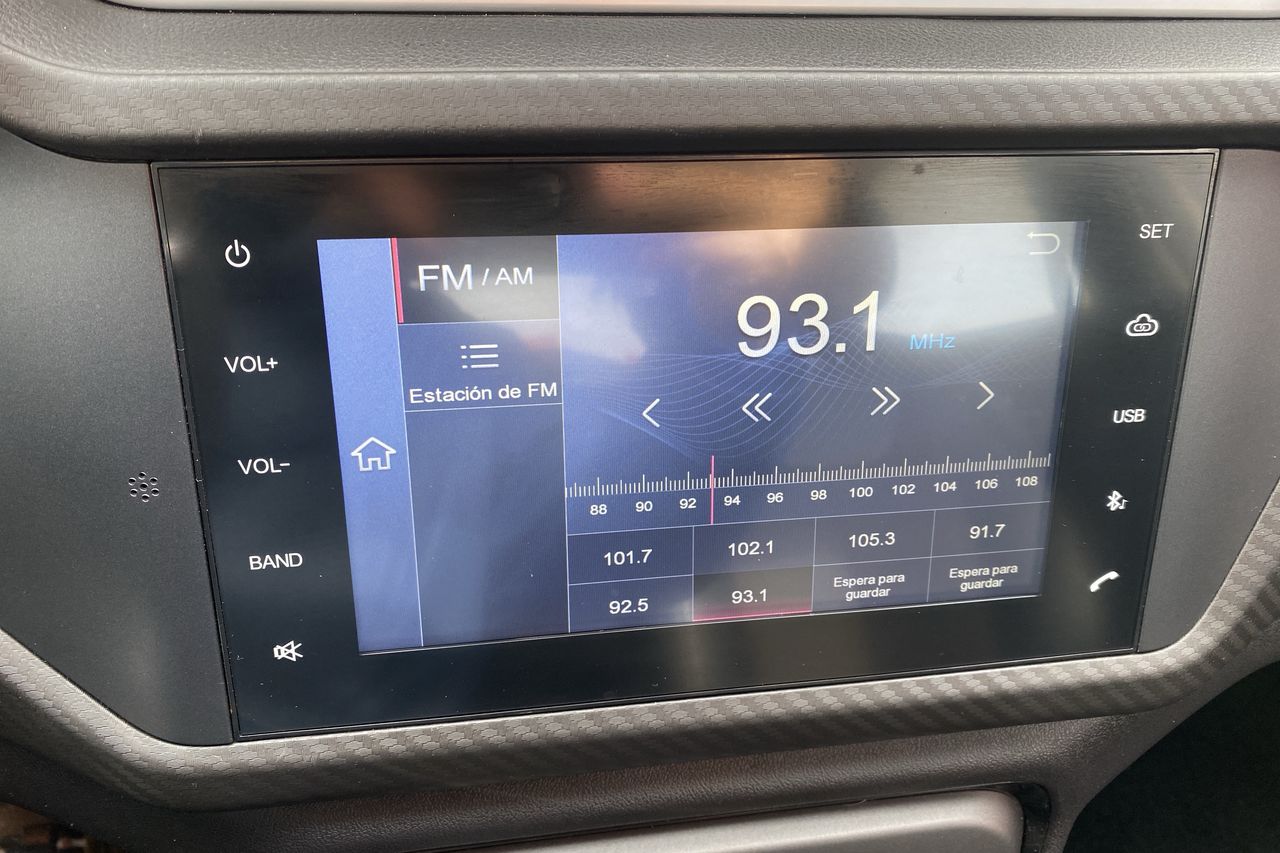 SET
VOL+
VOL-
BAND
USB
FM / AM
Estación de FM
93.1 MHz
88 90 92 94 96 98 100 102 104 106 108
101.7 102.1 105.3 91.7
92.5 93.1 Espera para guardar Espera para guardar